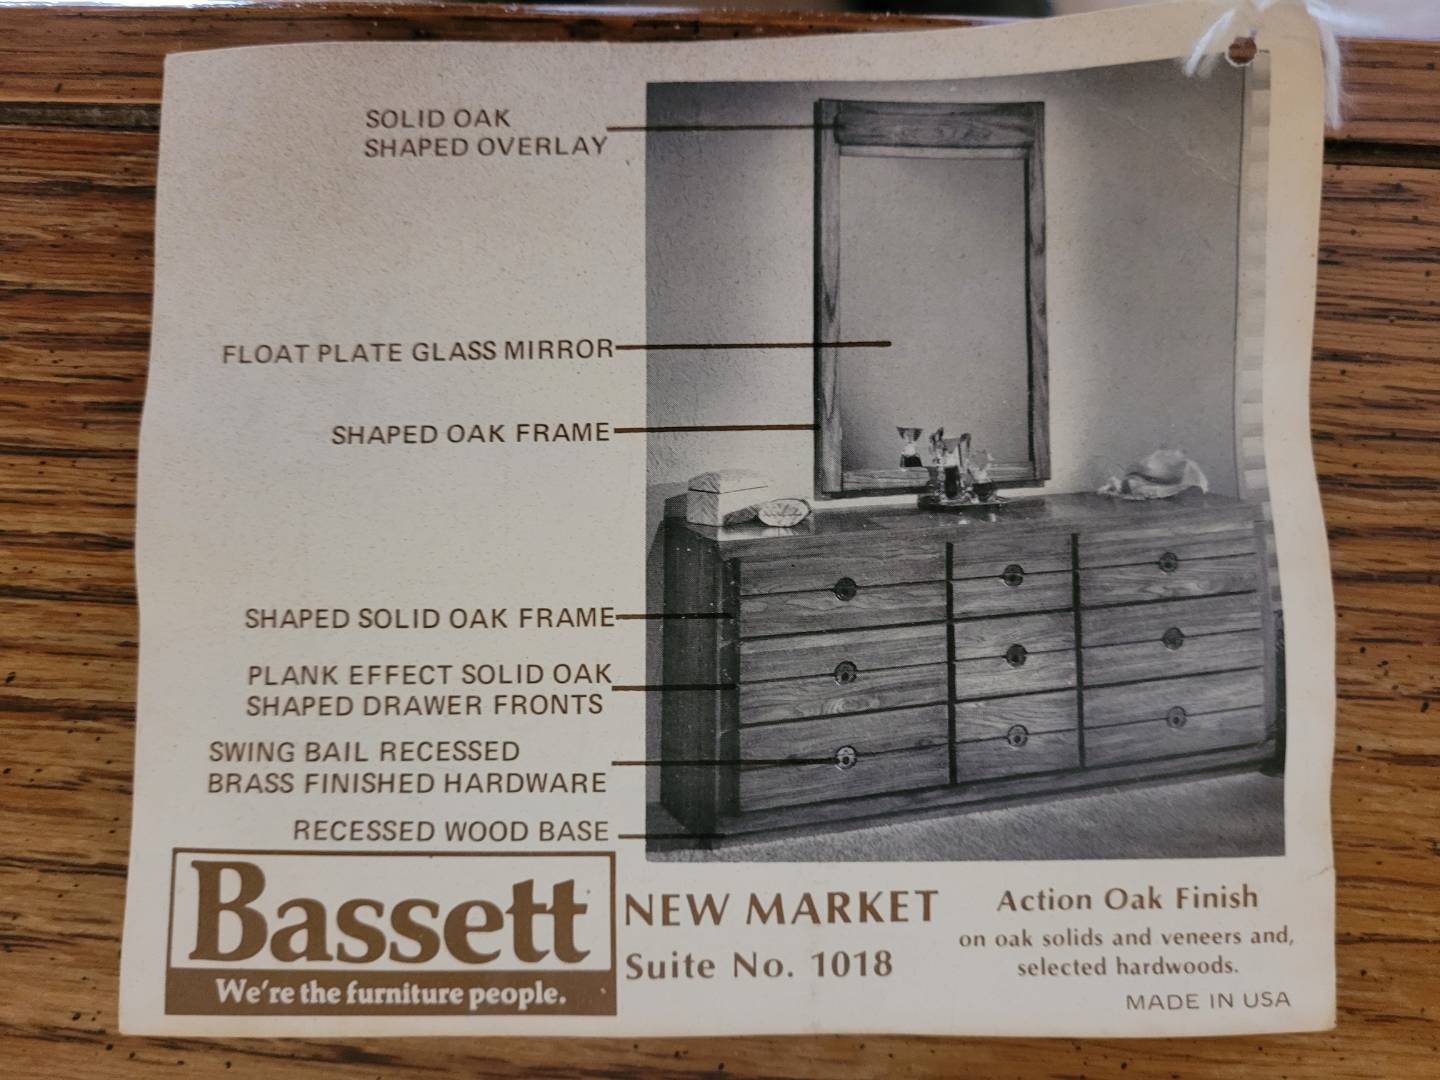 SOLID OAK
SHAPED OVERLAY
FLOAT PLATE GLASS MIRROR
SHAPED OAK FRAME
SHAPED SOLID OAK FRAME
PLANK EFFECT SOLID OAK
SHAPED DRAWER FRONTS
SWING BAIL RECESSED
BRASS FINISHED HARDWARE
RECESSED WOOD BASE
Bassett
We're the furniture people.
NEW MARKET
Suite No. 1018
Action Oak Finish
on oak solids and veneers and,
selected hardwoods.
MADE IN USA